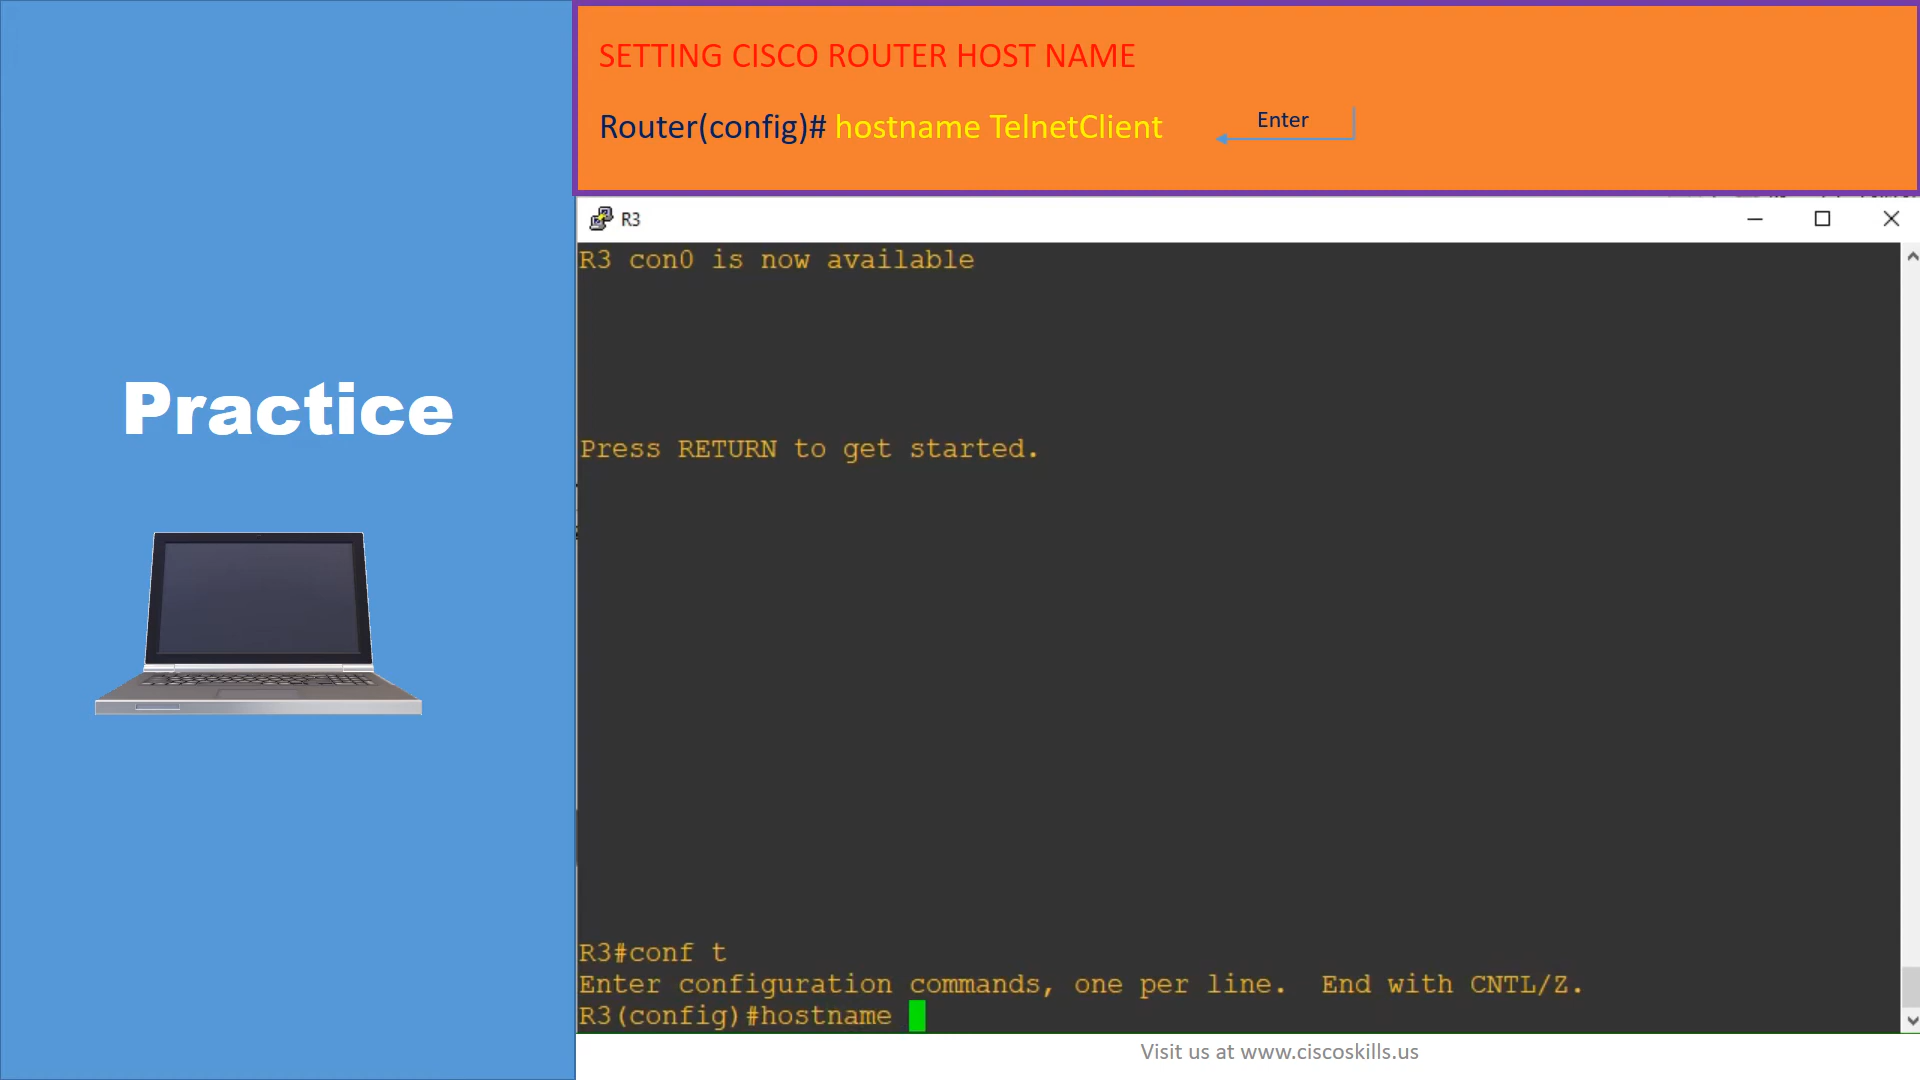 SETTING CISCO ROUTER HOST NAME
Router(config)# hostname TelnetClient
Enter
Practice
R3
R3 con0 is now available
Press RETURN to get started.
R3#conf t
Enter configuration commands, one per line.  End with CNTL/Z.
R3(config)#hostname
Visit us at www.ciscoskills.us